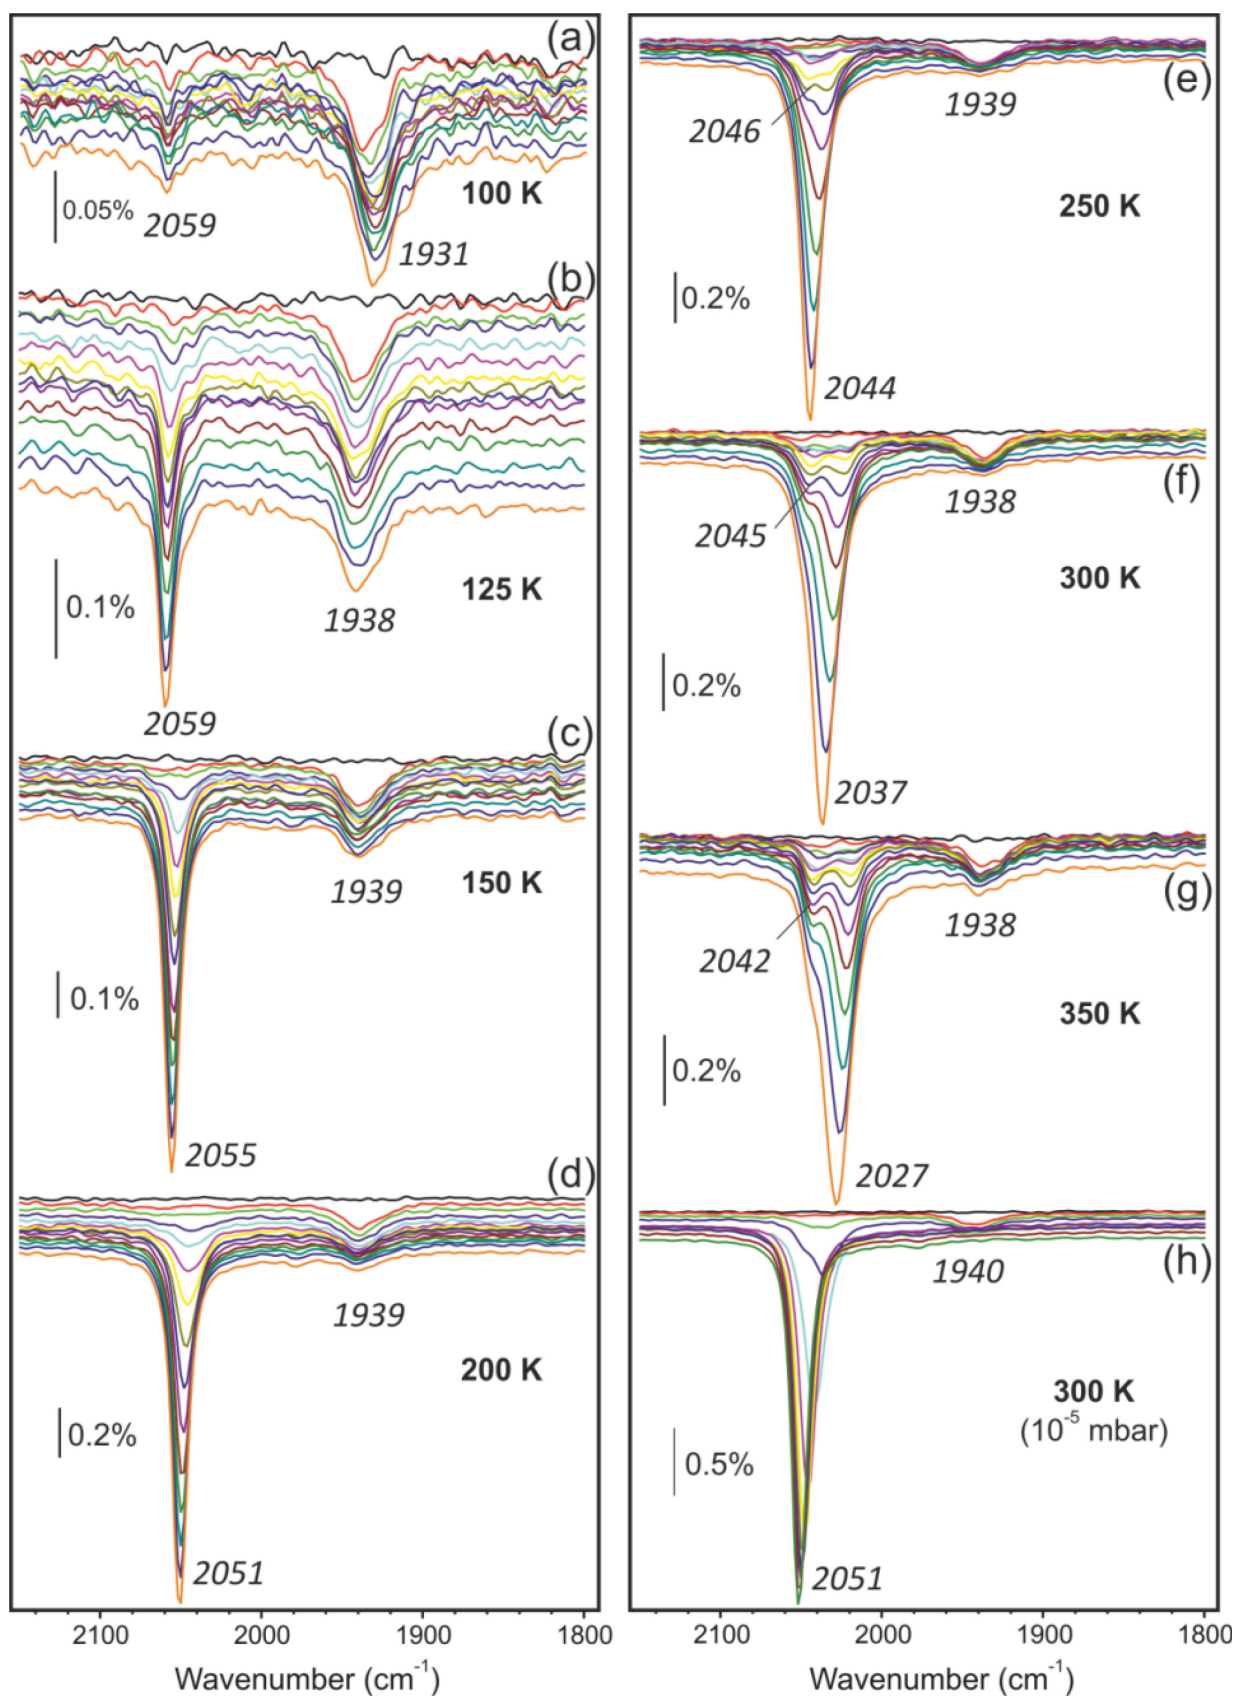 (a)
0.05%
2059
100 K
1931
(b)
0.1%
125 K
1938
2059
(c)
1939
150 K
0.1%
2055
(d)
1939
200 K
0.2%
2051
2100 2000 1900 1800
Wavenumber (cm⁻¹)
(e)
1939
2046
250 K
0.2%
2044
(f)
1938
2045
300 K
0.2%
2037
(g)
1938
2042
350 K
0.2%
2027
(h)
1940
300 K
(10⁻⁵ mbar)
0.5%
2051
2100 2000 1900 1800
Wavenumber (cm⁻¹)